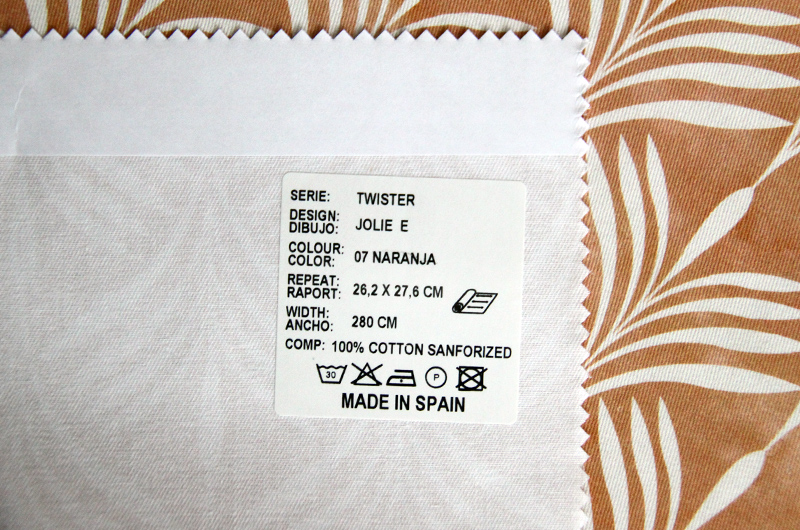 SERIE: TWISTER
DESIGN:
DIBUJO: JOLIE E
COLOUR:
COLOR: 07 NARANJA
REPEAT:
RAPORT: 26,2 X 27,6 CM
WIDTH:
ANCHO: 280 CM
COMP: 100% COTTON SANFORIZED
30 P
MADE IN SPAIN